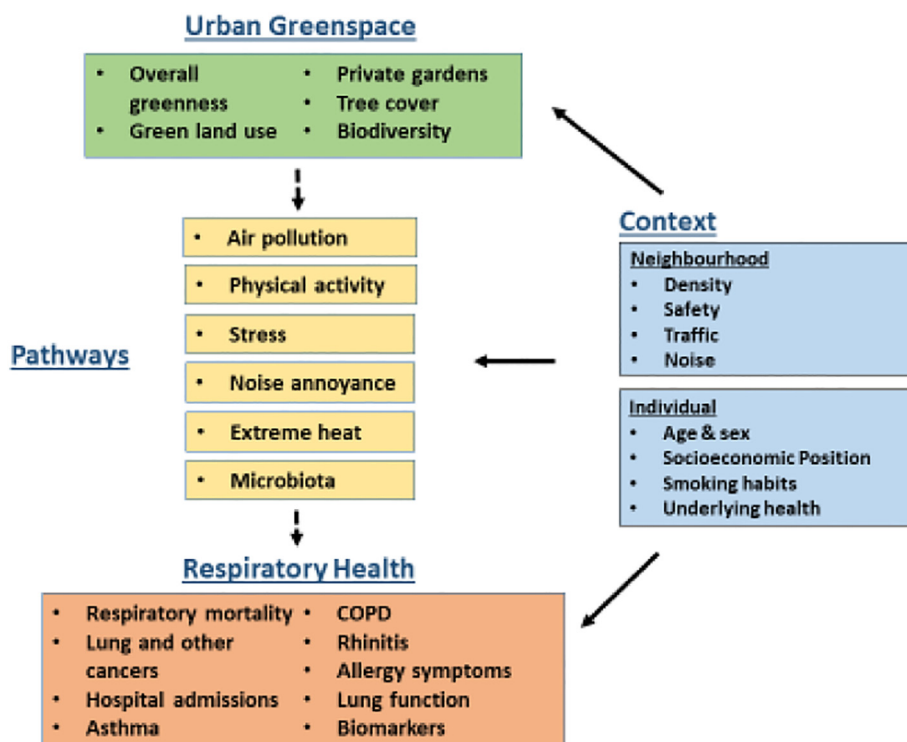 Urban Greenspace
• Overall
greenness
• Green land use
• Private gardens
• Tree cover
• Biodiversity
Pathways
• Air pollution
• Physical activity
• Stress
• Noise annoyance
• Extreme heat
• Microbiota
Context
Neighbourhood
• Density
• Safety
• Traffic
• Noise
Individual
• Age & sex
• Socioeconomic Position
• Smoking habits
• Underlying health
Respiratory Health
• Respiratory mortality
• Lung and other
cancers
• Hospital admissions
• Asthma
• COPD
• Rhinitis
• Allergy symptoms
• Lung function
• Biomarkers